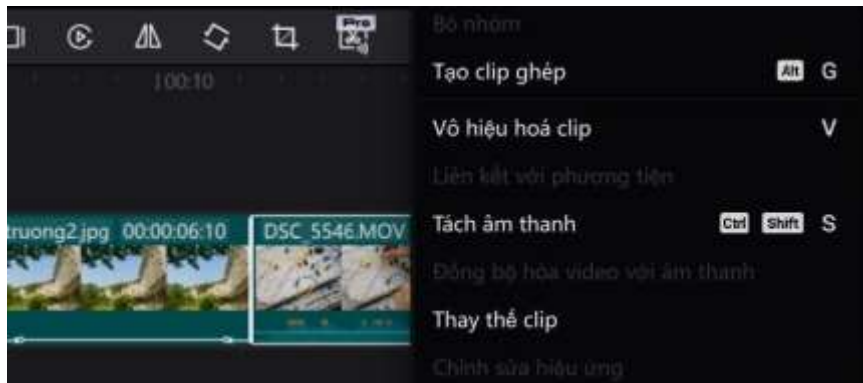 Pro
00:10
truong2.jpg 00:00:06:10
DSC_5546.MOV
Bỏ nhóm
Tạo clip ghép Alt G
Vô hiệu hoá clip V
Liên kết với phương tiện
Tách âm thanh Ctrl Shift S
Đồng bộ hóa video với âm thanh
Thay thế clip
Chỉnh sửa hiệu ứng